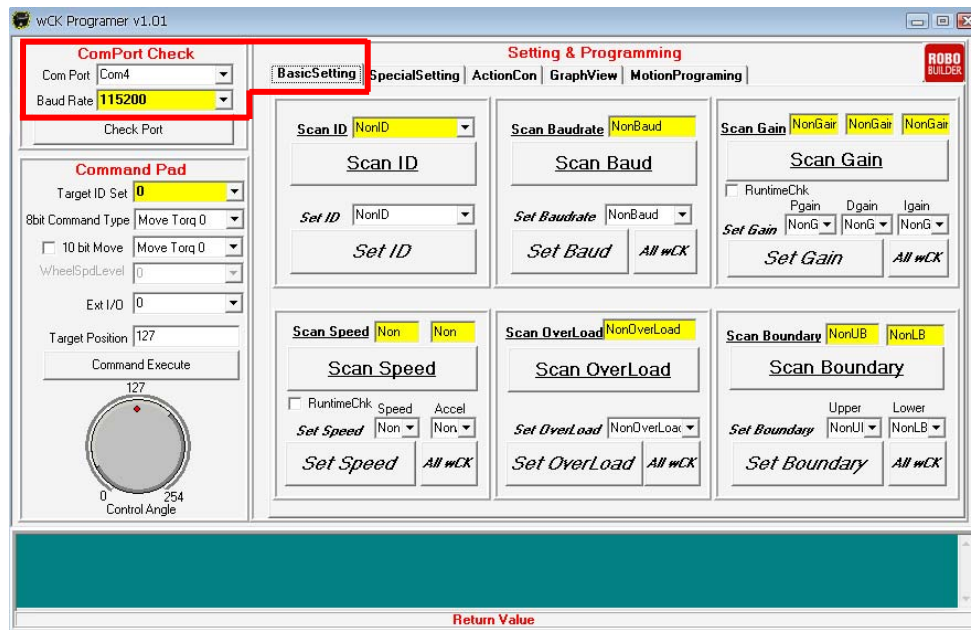 wCK Programer v1.01
ComPort Check
Com Port Com4
Baud Rate 115200
Check Port
Command Pad
Target ID Set 0
8bit Command Type Move Torq 0
10 bit Move Move Torq 0
WheelSpdLevel 0
Ext I/O 0
Target Position 127
Command Execute
127
0 254
Control Angle
Setting & Programming
ROBO
BUILDER
BasicSetting SpecialSetting ActionCon GraphView MotionPrograming
Scan ID NonID
Scan ID
Set ID NonID
Set ID
Scan Baudrate NonBaud
Scan Baud
Set Baudrate NonBaud
Set Baud All wCK
Scan Gain NonGair NonGair NonGair
Scan Gain
RuntimeChk
Pgain Dgain Igain
Set Gain NonG NonG NonG
Set Gain All wCK
Scan Speed Non Non
Scan Speed
RuntimeChk Speed Accel
Set Speed Non Non
Set Speed All wCK
Scan OverLoad NonOverLoad
Scan OverLoad
Set OverLoad NonOverLoac
Set OverLoad All wCK
Scan Boundary NonUB NonLB
Scan Boundary
Upper Lower
Set Boundary NonUI NonLB
Set Boundary All wCK
Return Value